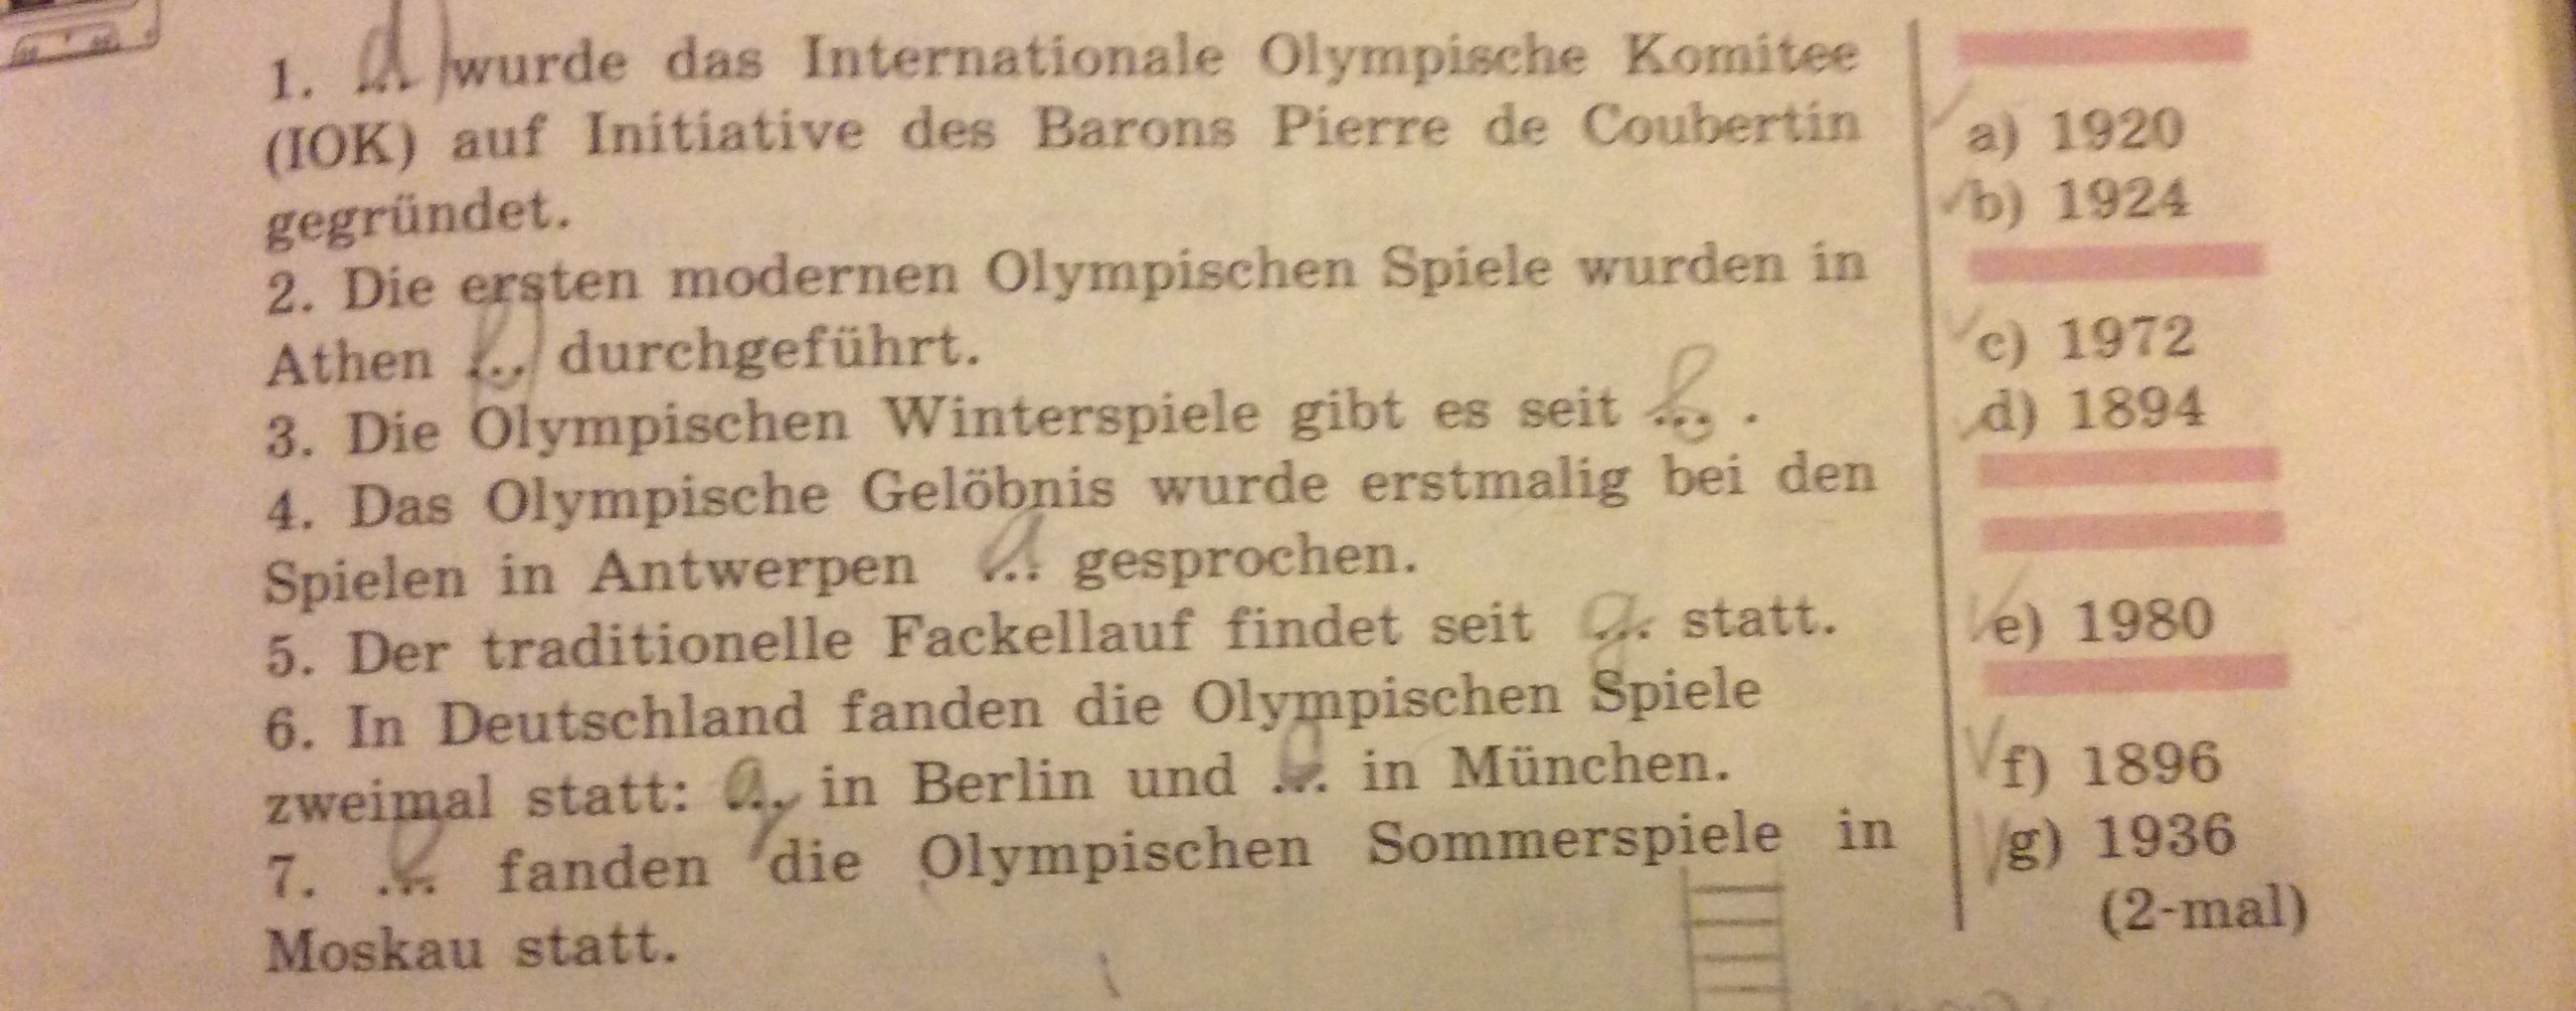 1. ... wurde das Internationale Olympische Komitee
(IOK) auf Initiative des Barons Pierre de Coubertin
gegründet.
2. Die ersten modernen Olympischen Spiele wurden in
Athen ... durchgeführt.
3. Die Olympischen Winterspiele gibt es seit ... .
4. Das Olympische Gelöbnis wurde erstmalig bei den
Spielen in Antwerpen ... gesprochen.
5. Der traditionelle Fackellauf findet seit ... statt.
6. In Deutschland fanden die Olympischen Spiele
zweimal statt: ... in Berlin und ... in München.
7. ... fanden die Olympischen Sommerspiele in
Moskau statt.
a) 1920
b) 1924
c) 1972
d) 1894
e) 1980
f) 1896
g) 1936
(2-mal)